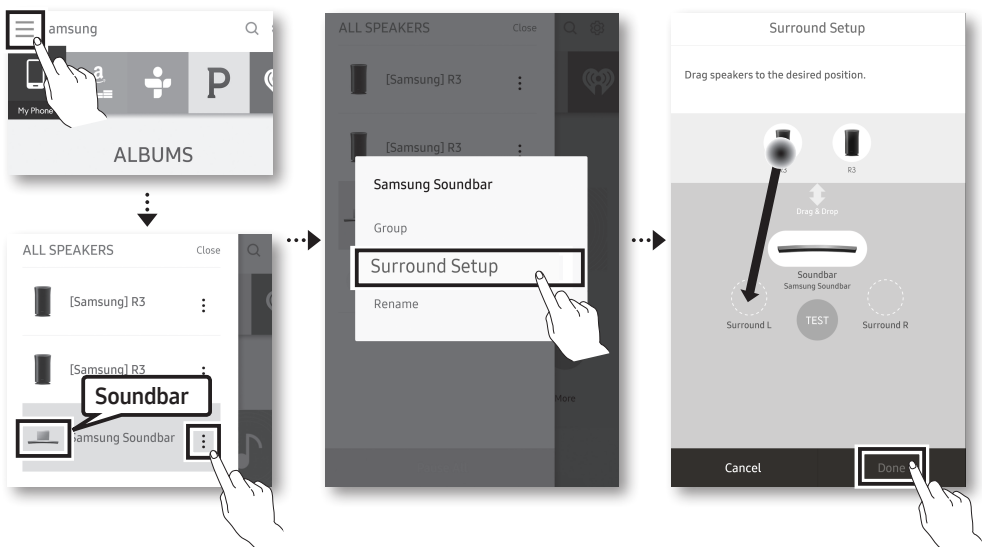 amsung
a
P
My Phone
ALBUMS
ALL SPEAKERS
Close
[Samsung] R3
[Samsung] R3
Soundbar
Samsung Soundbar
ALL SPEAKERS
Close
[Samsung] R3
[Samsung] R3
Samsung Soundbar
Group
Surround Setup
Rename
More
Surround Setup
Drag speakers to the desired position.
R3
R3
Drag & Drop
Soundbar
Samsung Soundbar
Surround L
TEST
Surround R
Cancel
Done